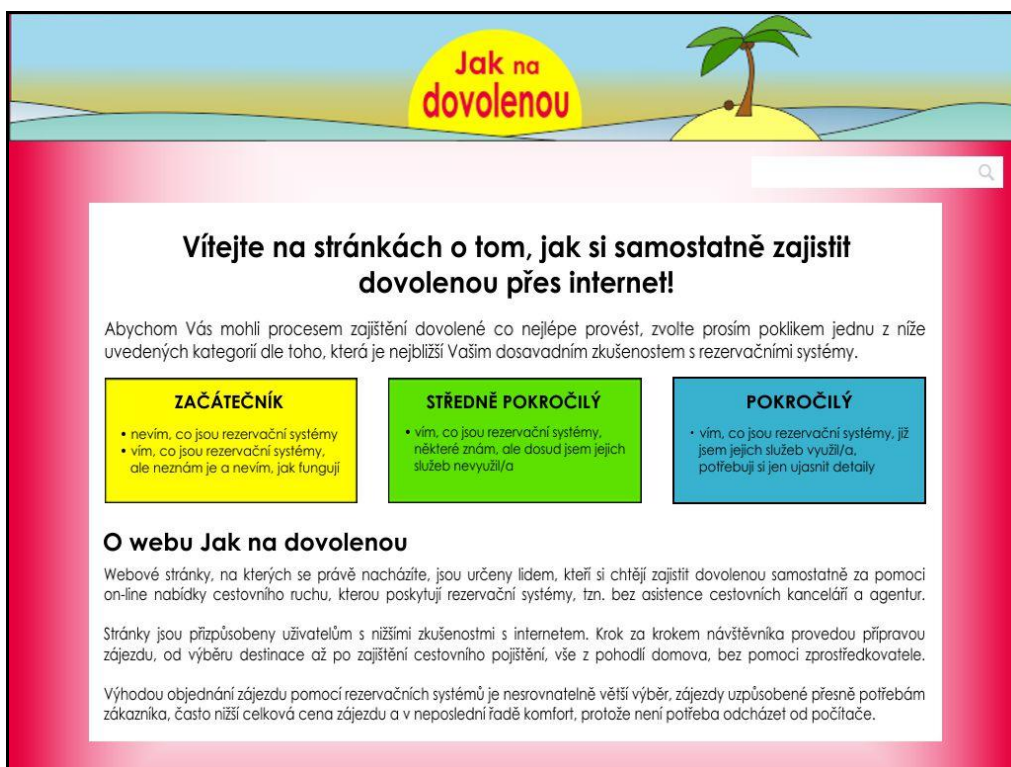 Jak na
dovolenou
Vítejte na stránkách o tom, jak si samostatně zajistit
dovolenou přes internet!
Abychom Vás mohli procesem zajištění dovolené co nejlépe provést, zvolte prosím poklikem jednu z níže
uvedených kategorií dle toho, která je nejbližší Vašim dosavadním zkušenostem s rezervačními systémy.
ZAČÁTEČNÍK
• nevím, co jsou rezervační systémy
• vím, co jsou rezervační systémy,
ale neznám je a nevím, jak fungují
STŘEDNĚ POKROČILÝ
• vím, co jsou rezervační systémy,
některé znám, ale dosud jsem jejich
služeb nevyužil/a
POKROČILÝ
• vím, co jsou rezervační systémy, již
jsem jejich služeb využil/a,
potřebuji si jen ujasnit detaily
O webu Jak na dovolenou
Webové stránky, na kterých se právě nacházíte, jsou určeny lidem, kteří si chtějí zajistit dovolenou samostatně za pomoci
on-line nabídky cestovního ruchu, kterou poskytují rezervační systémy, tzn. bez asistence cestovních kanceláří a agentur.
Stránky jsou přizpůsobeny uživatelům s nižšími zkušenostmi s internetem. Krok za krokem návštěvníka provedou přípravou
zájezdu, od výběru destinace až po zajištění cestovního pojištění, vše z pohodlí domova, bez pomoci zprostředkovatele.
Výhodou objednání zájezdu pomocí rezervačních systémů je nesrovnatelně větší výběr, zájezdy uzpůsobené přesně potřebám
zákazníka, často nižší celková cena zájezdu a v neposlední řadě komfort, protože není potřeba odcházet od počítače.